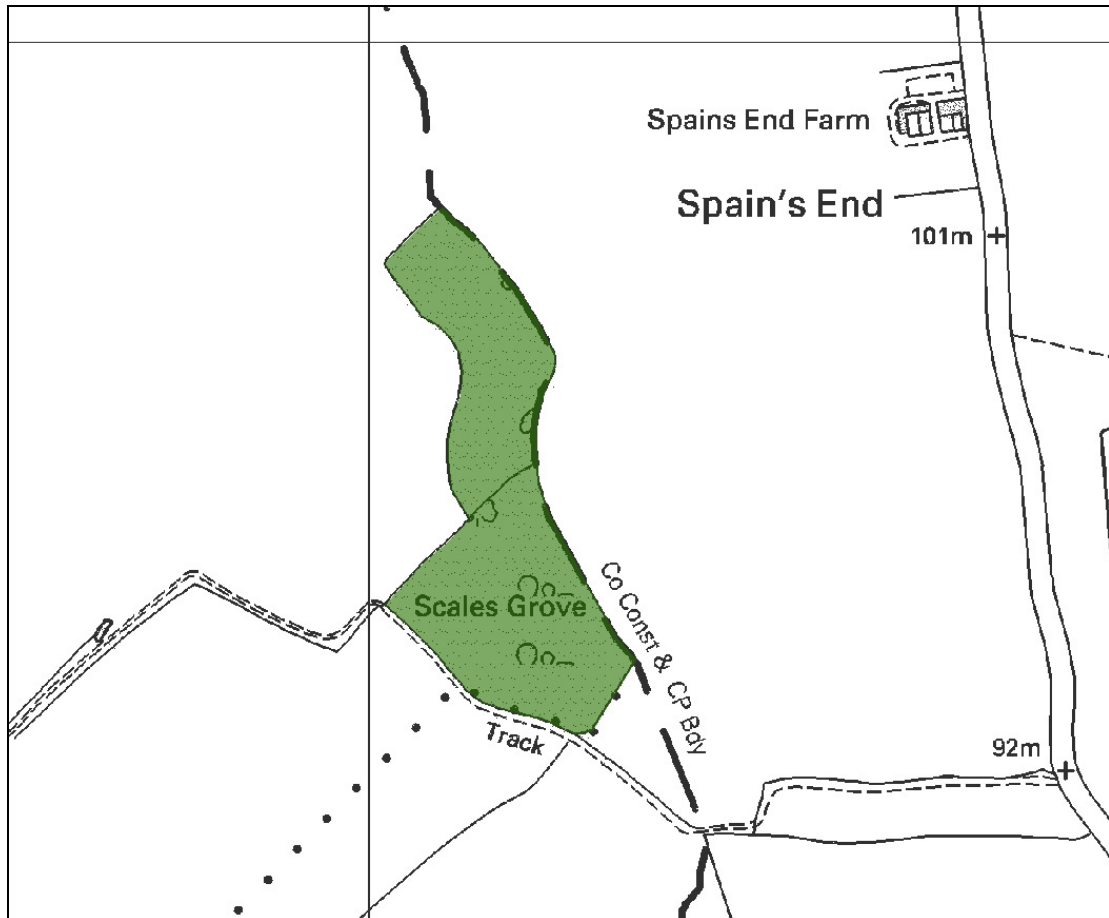 Spains End Farm
Spain's End
101m
Scales Grove
Co Const & CP Bdy
Track
92m